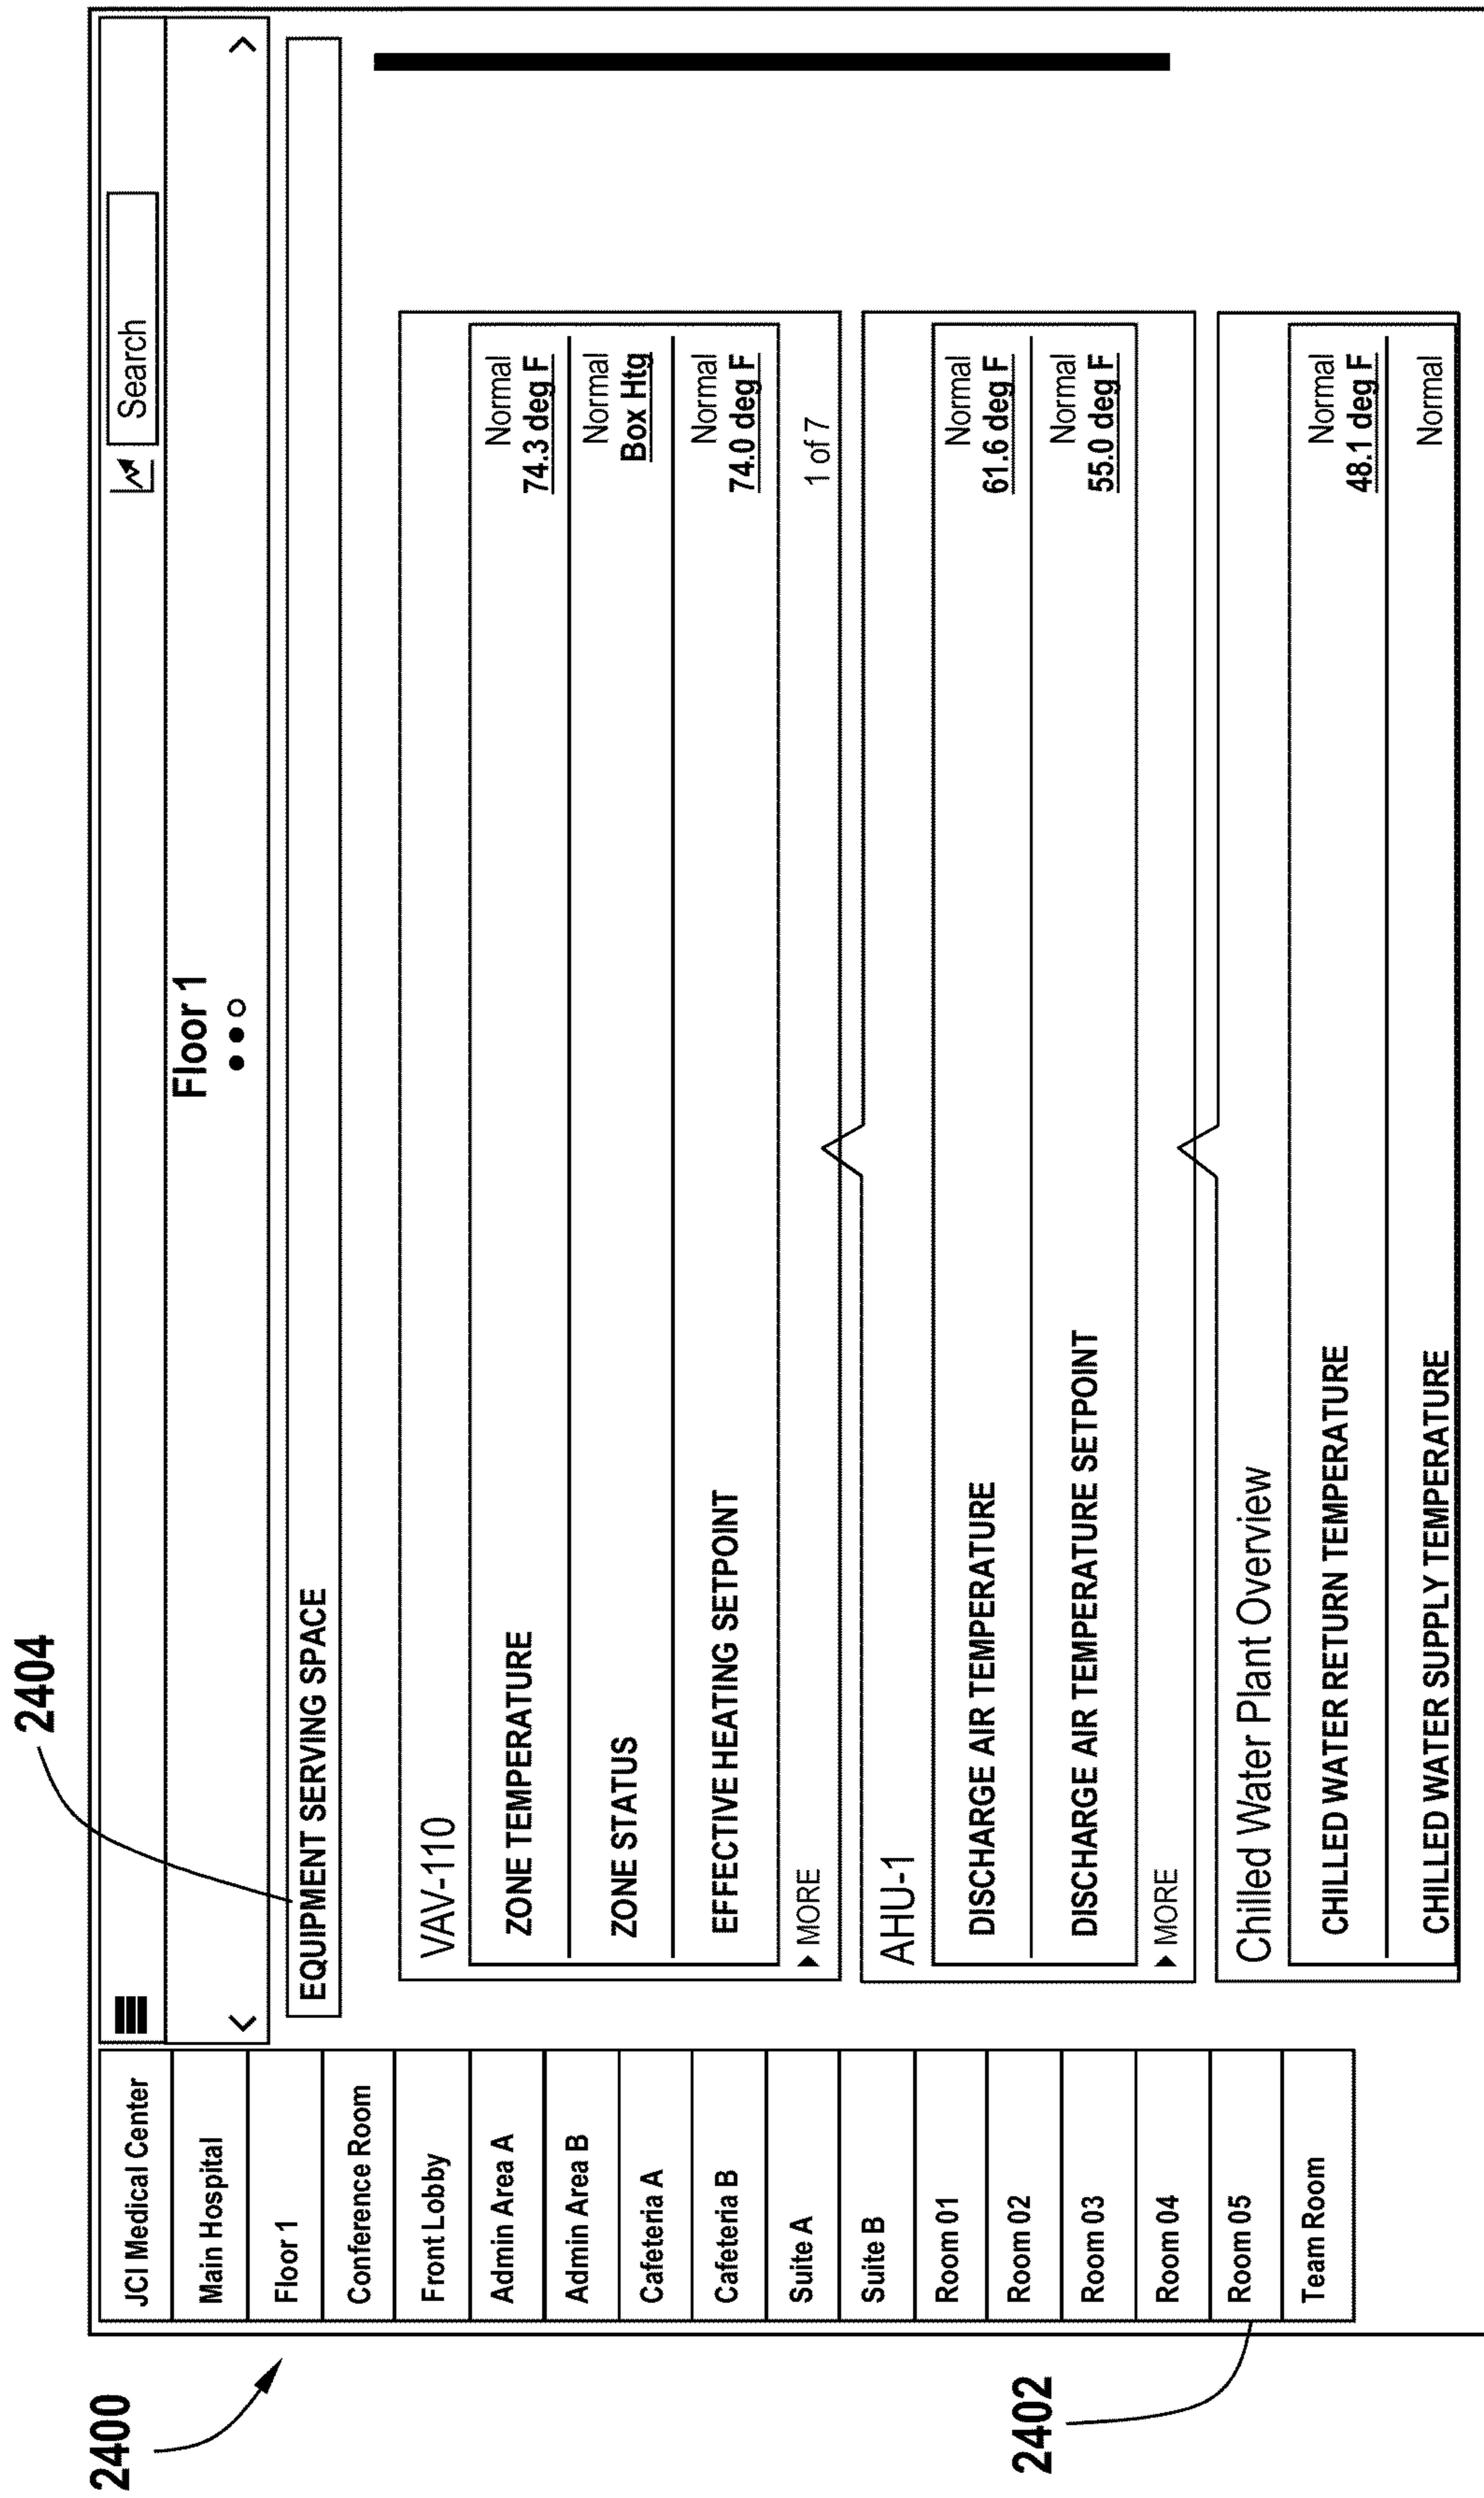 2400
2404
2402
JCI Medical Center
Main Hospital
Floor 1
Conference Room
Front Lobby
Admin Area A
Admin Area B
Cafeteria A
Cafeteria B
Suite A
Suite B
Room 01
Room 02
Room 03
Room 04
Room 05
Team Room
Search
Floor 1
EQUIPMENT SERVING SPACE
VAV-110
ZONE TEMPERATURE Normal
74.3 deg F
ZONE STATUS Normal
Box Htg
EFFECTIVE HEATING SETPOINT Normal
74.0 deg F
MORE 1 of 7
AHU-1
DISCHARGE AIR TEMPERATURE Normal
61.6 deg F
DISCHARGE AIR TEMPERATURE SETPOINT Normal
55.0 deg F
MORE
Chilled Water Plant Overview
CHILLED WATER RETURN TEMPERATURE Normal
48.1 deg F
CHILLED WATER SUPPLY TEMPERATURE Normal